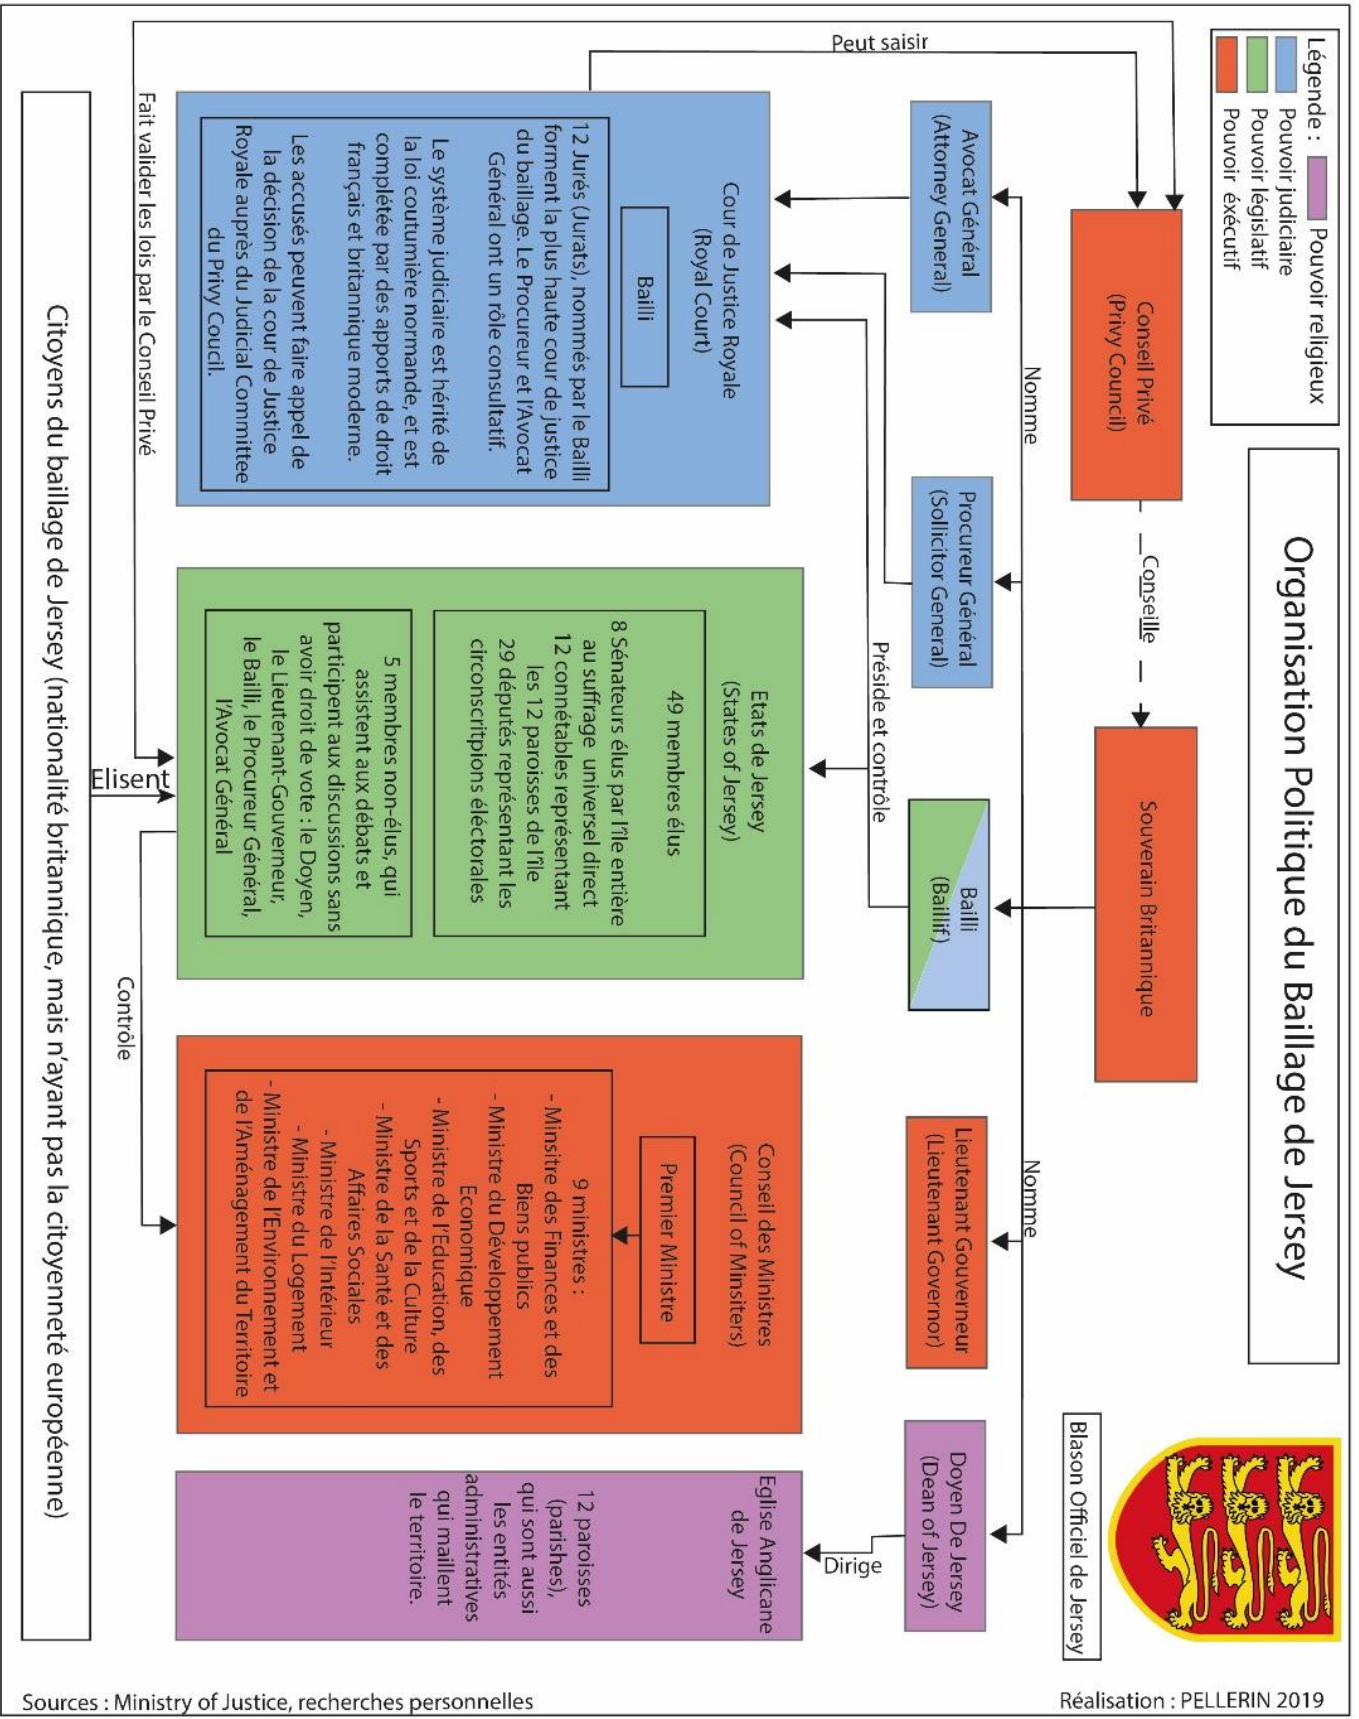 Organisation Politique du Baillage de Jersey
Légende :
Pouvoir religieux
Pouvoir judiciaire
Pouvoir législatif
Pouvoir éxécutif
Blason Officiel de Jersey
Conseil Privé
(Privy Council)
Conseille
Souverain Britannique
Peut saisir
Nomme
Nomme
Avocat Général
(Attorney General)
Procureur Général
(Sollicitor General)
Bailli
(Baillif)
Lieutenant Gouverneur
(Lieutenant Governor)
Doyen De Jersey
(Dean of Jersey)
Préside et contrôle
Dirige
Cour de Justice Royale
(Royal Court)
Bailli
12 Jurés (Jurats), nommés par le Bailli
forment la plus haute cour de justice
du baillage. Le Procureur et l'Avocat
Général ont un rôle consultatif.
Le système judiciaire est hérité de
la loi coutumière normande, et est
complétée par des apports de droit
français et britannique moderne.
Les accusés peuvent faire appel de
la décision de la cour de Justice
Royale auprès du Judicial Committee
du Privy Coucil.
Etats de Jersey
(States of Jersey)
49 membres élus
8 Sénateurs élus par l'île entière
au suffrage universel direct
12 connétables représentant
les 12 paroisses de l'île
29 députés représentant les
circonscritpions éléctorales
5 membres non-élus, qui
assistent aux débats et
participent aux discussions sans
avoir droit de vote : le Doyen,
le Lieutenant-Gouverneur,
le Bailli, le Procureur Général,
l'Avocat Général
Conseil des Ministres
(Council of Minsiters)
Premier Ministre
9 ministres :
- Minsitre des Finances et des
Biens publics
- Ministre du Développement
Economique
- Ministre de l'Education, des
Sports et de la Culture
- Ministre de la Santé et des
Affaires Sociales
- Ministre de l'Intérieur
- Ministre du Logement
- Ministre de l'Environnement et
de l'Aménagement du Territoire
Eglise Anglicane
de Jersey
12 paroisses
(parishes),
qui sont aussi
les entités
administratives
qui maillent
le territoire.
Fait valider les lois par le Conseil Privé
Elisent
Contrôle
Citoyens du baillage de Jersey (nationalité britannique, mais n'ayant pas la citoyenneté européenne)
Sources : Ministry of Justice, recherches personnelles
Réalisation : PELLERIN 2019